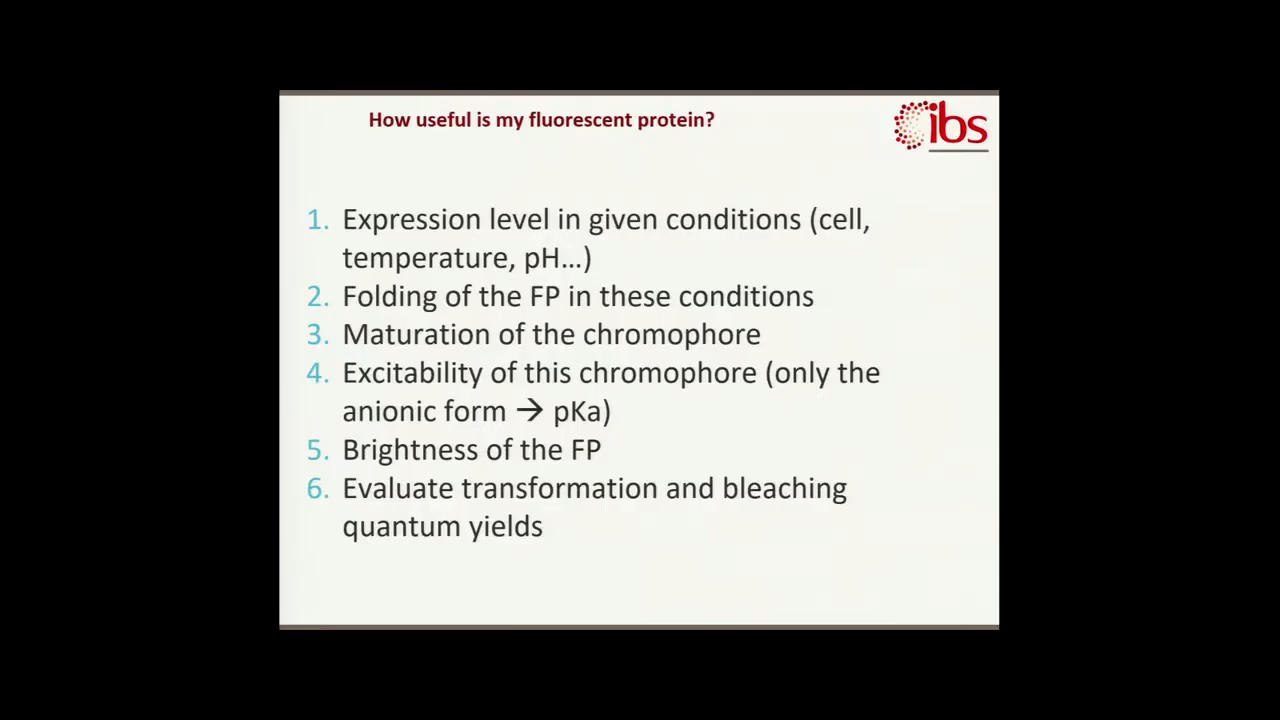 How useful is my fluorescent protein?
ibs
1. Expression level in given conditions (cell,
temperature, pH...)
2. Folding of the FP in these conditions
3. Maturation of the chromophore
4. Excitability of this chromophore (only the
anionic form → pKa)
5. Brightness of the FP
6. Evaluate transformation and bleaching
quantum yields